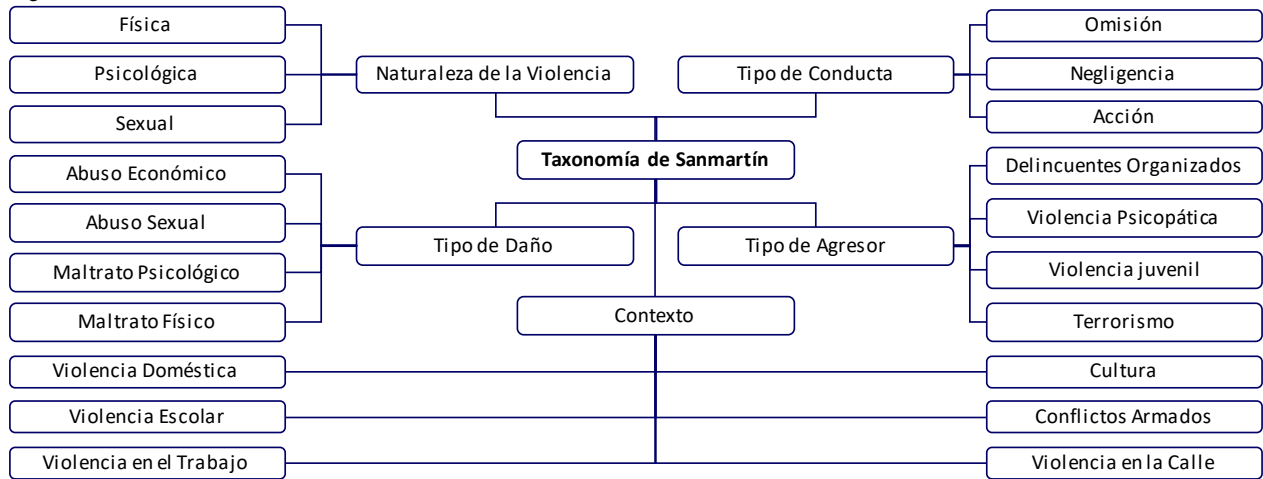 Física
Psicológica
Sexual
Naturaleza de la Violencia
Tipo de Conducta
Omisión
Negligencia
Acción
Taxonomía de Sanmartín
Abuso Económico
Abuso Sexual
Maltrato Psicológico
Maltrato Físico
Tipo de Daño
Tipo de Agresor
Delincuentes Organizados
Violencia Psicopática
Violencia juvenil
Terrorismo
Contexto
Violencia Doméstica
Cultura
Violencia Escolar
Conflictos Armados
Violencia en el Trabajo
Violencia en la Calle